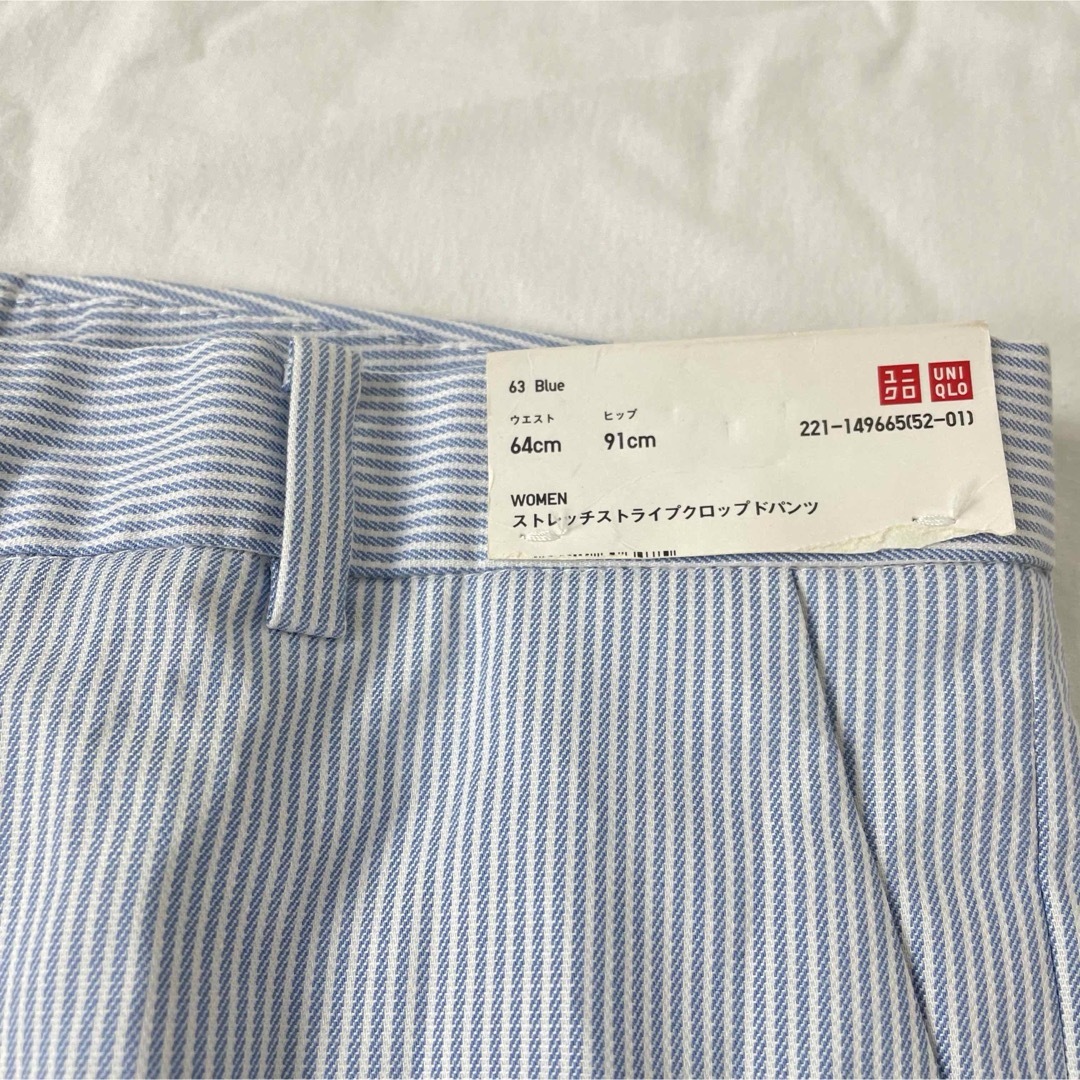 63 Blue
ユニクロ
UNIQLO
ウエスト ヒップ
64cm 91cm
221-149665(52-01)
WOMEN
ストレッチストライプクロップドパンツ